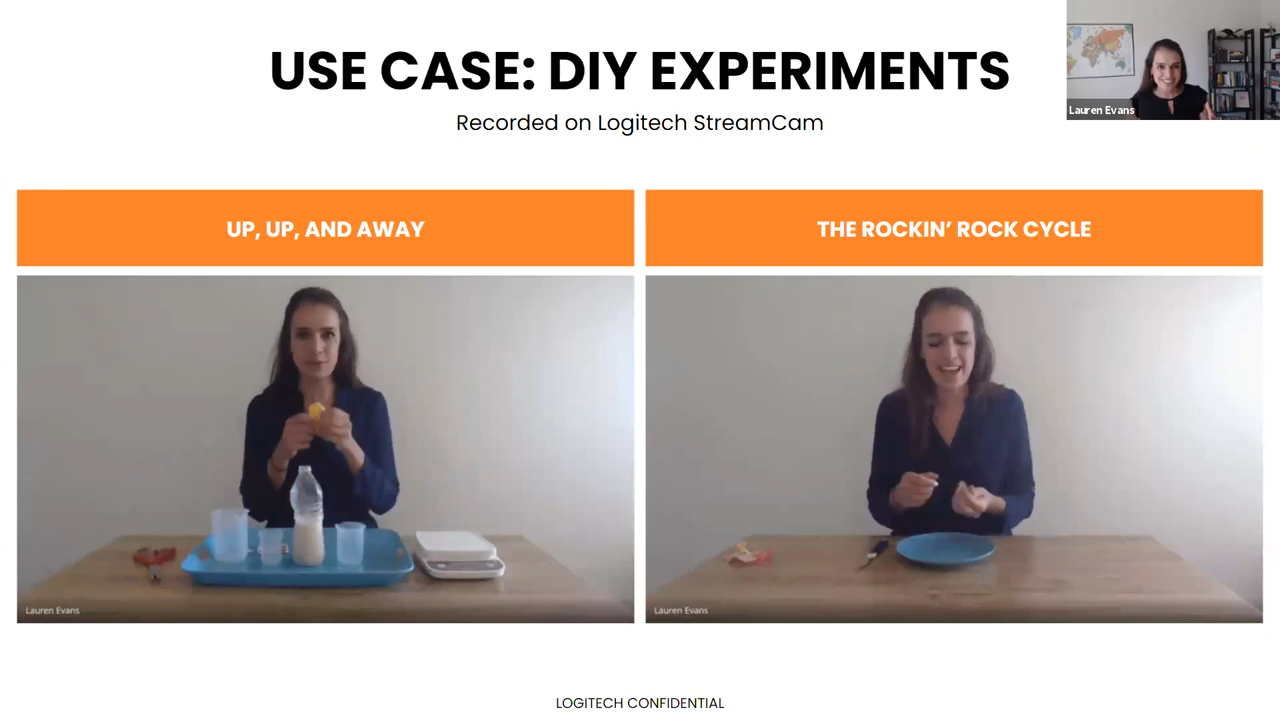 USE CASE: DIY EXPERIMENTS
Recorded on Logitech StreamCam
Lauren Evans
UP, UP, AND AWAY
THE ROCKIN’ ROCK CYCLE
Lauren Evans
Lauren Evans
LOGITECH CONFIDENTIAL